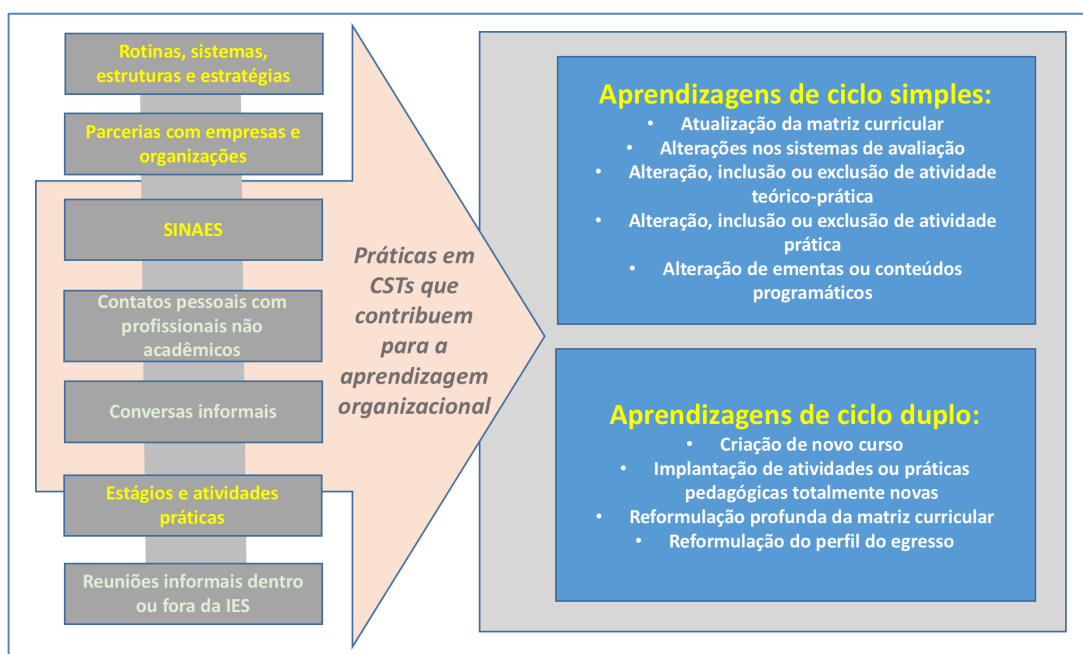 Rotinas, sistemas,
estruturas e estratégias
Parcerias com empresas e
organizações
SINAES
Contatos pessoais com
profissionais não
acadêmicos
Conversas informais
Estágios e atividades
práticas
Reuniões informais dentro
ou fora da IES
Práticas em
CSTs que
contribuem
para a
aprendizagem
organizacional
Aprendizagens de ciclo simples:
• Atualização da matriz curricular
• Alterações nos sistemas de avaliação
• Alteração, inclusão ou exclusão de atividade
teórico-prática
• Alteração, inclusão ou exclusão de atividade
prática
• Alteração de ementas ou conteúdos
programáticos
Aprendizagens de ciclo duplo:
• Criação de novo curso
• Implantação de atividades ou práticas
pedagógicas totalmente novas
• Reformulação profunda da matriz curricular
• Reformulação do perfil do egresso